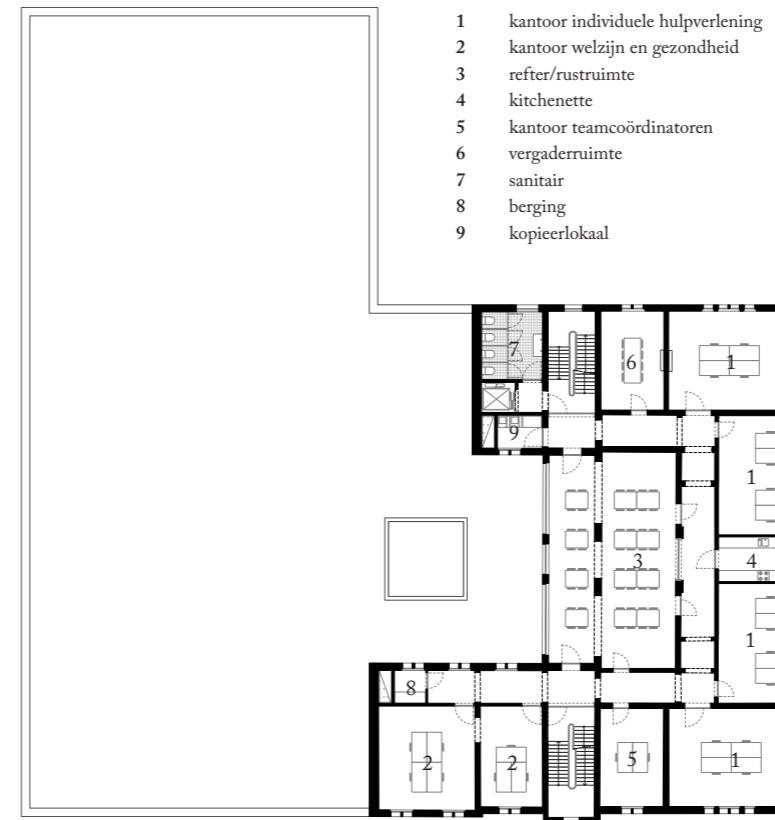 1 kantoor individuele hulpverlening
2 kantoor welzijn en gezondheid
3 refter/rustruimte
4 kitchenette
5 kantoor teamcoördinatoren
6 vergaderruimte
7 sanitair
8 berging
9 kopieerlokaal
7
6
1
9
1
3
4
1
8
2
2
5
1